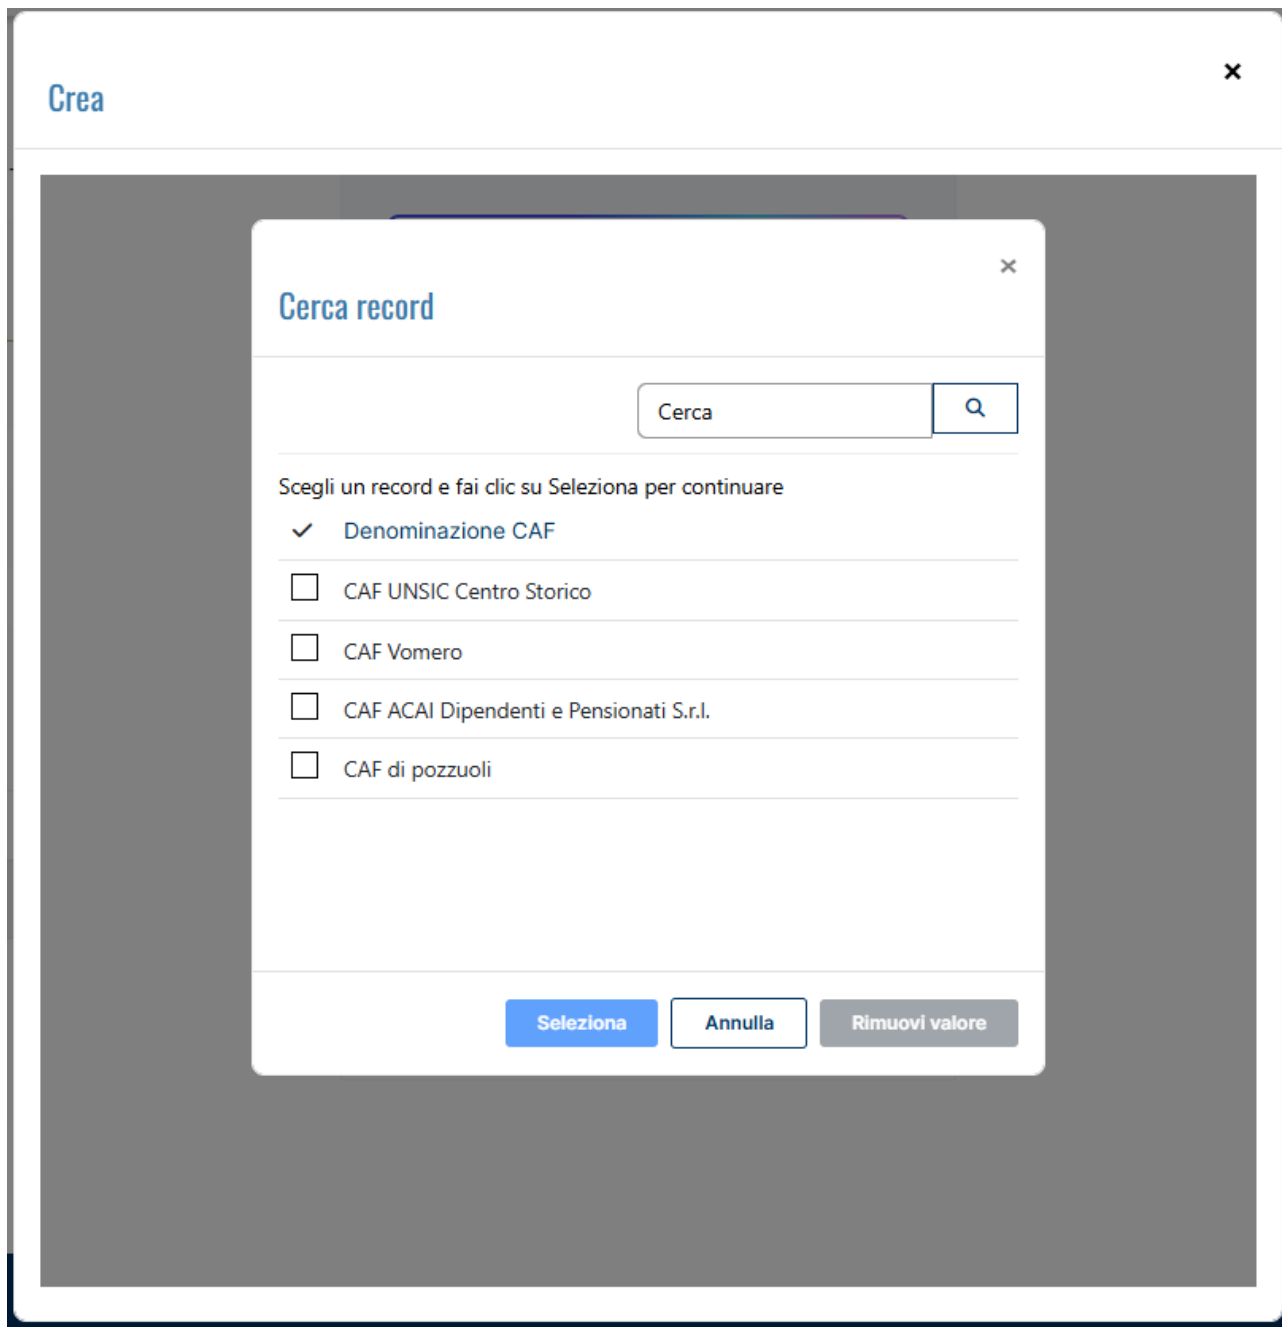 Crea
Cerca record
Cerca
Scegli un record e fai clic su Seleziona per continuare
Denominazione CAF
CAF UNSIC Centro Storico
CAF Vomero
CAF ACAI Dipendenti e Pensionati S.r.l.
CAF di pozzuoli
Seleziona Annulla Rimuovi valore